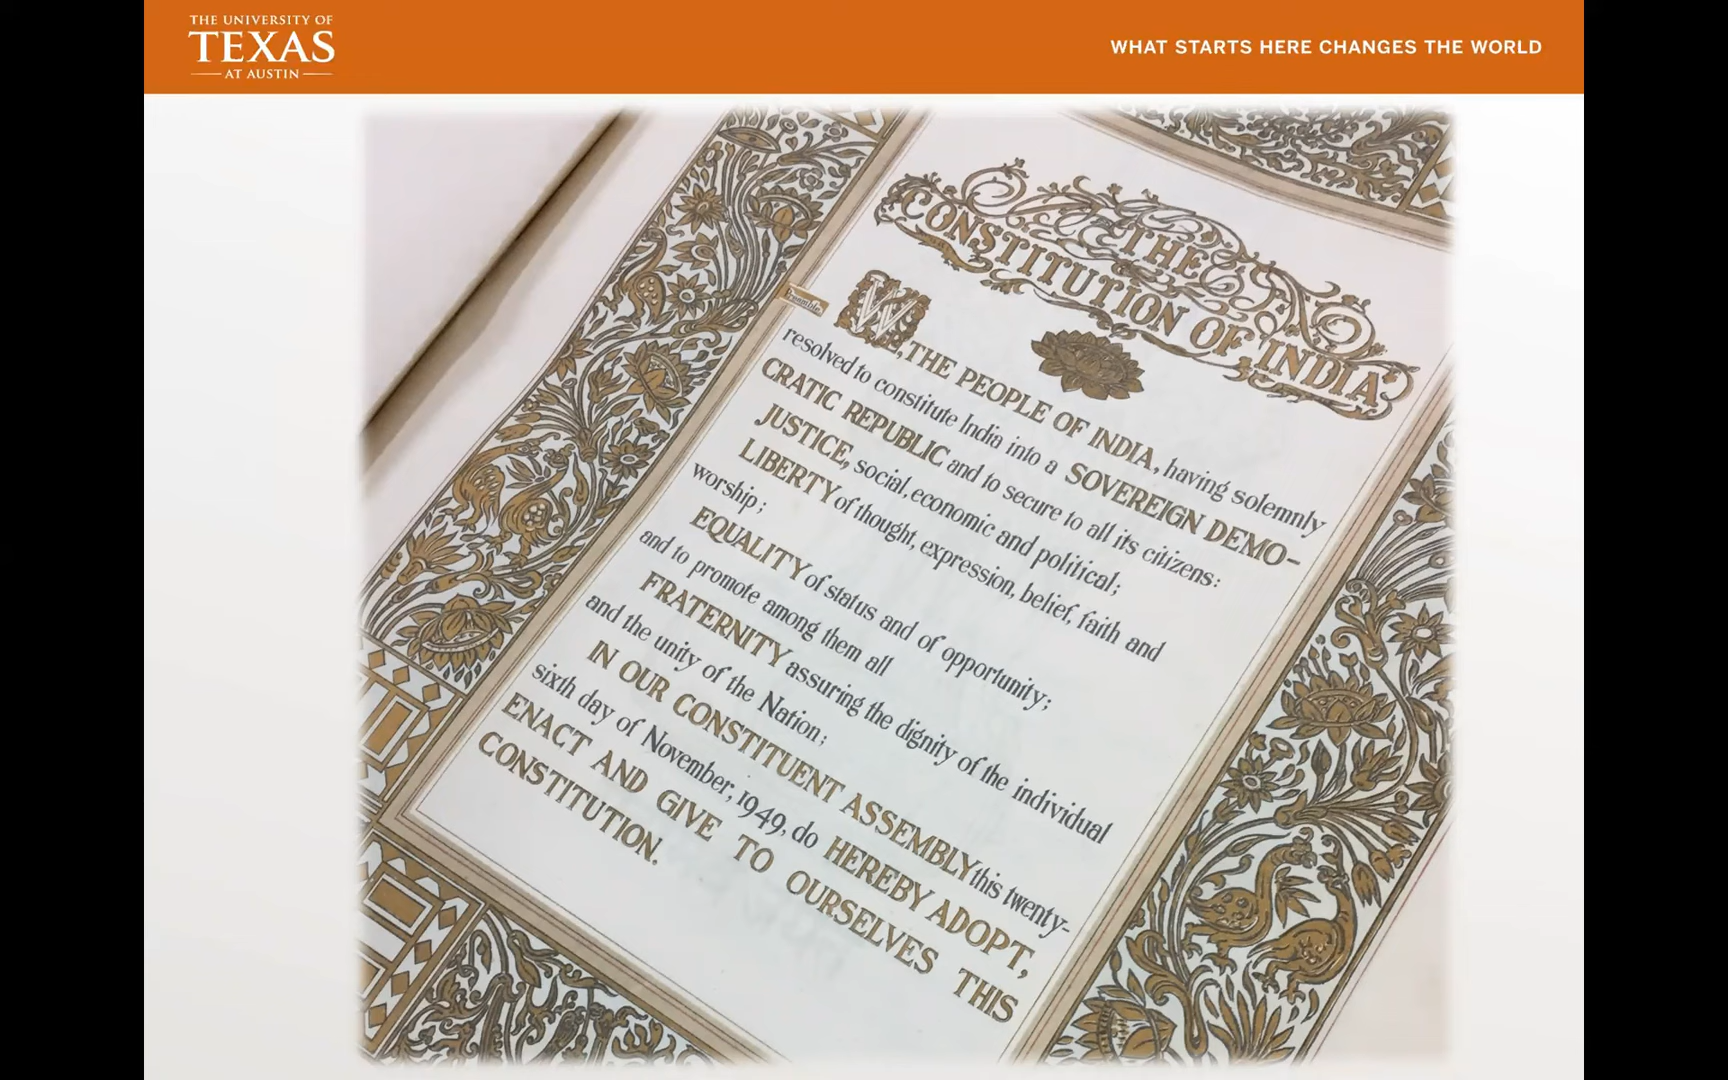 THE UNIVERSITY OF
TEXAS
AT AUSTIN
WHAT STARTS HERE CHANGES THE WORLD
THE
CONSTITUTION OF INDIA
Preamble
WE, THE PEOPLE OF INDIA, having solemnly
resolved to constitute India into a SOVEREIGN DEMO-
CRATIC REPUBLIC and to secure to all its citizens:
JUSTICE, social, economic and political;
LIBERTY of thought, expression, belief, faith and
worship;
EQUALITY of status and of opportunity;
and to promote among them all
FRATERNITY assuring the dignity of the individual
and the unity of the Nation;
IN OUR CONSTITUENT ASSEMBLY this twenty-
sixth day of November, 1949, do HEREBY ADOPT,
ENACT AND GIVE TO OURSELVES THIS
CONSTITUTION.